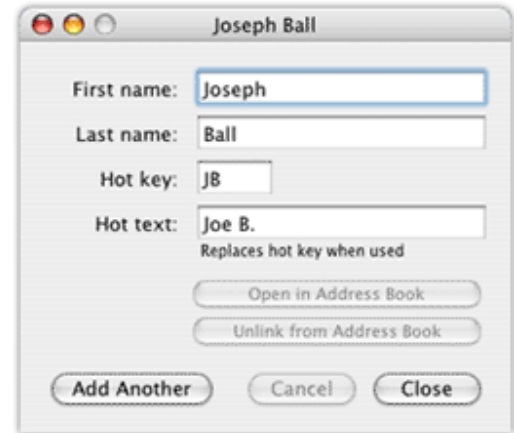 Joseph Ball
First name: Joseph
Last name: Ball
Hot key: JB
Hot text: Joe B.
Replaces hot key when used
Open in Address Book
Unlink from Address Book
Add Another Cancel Close